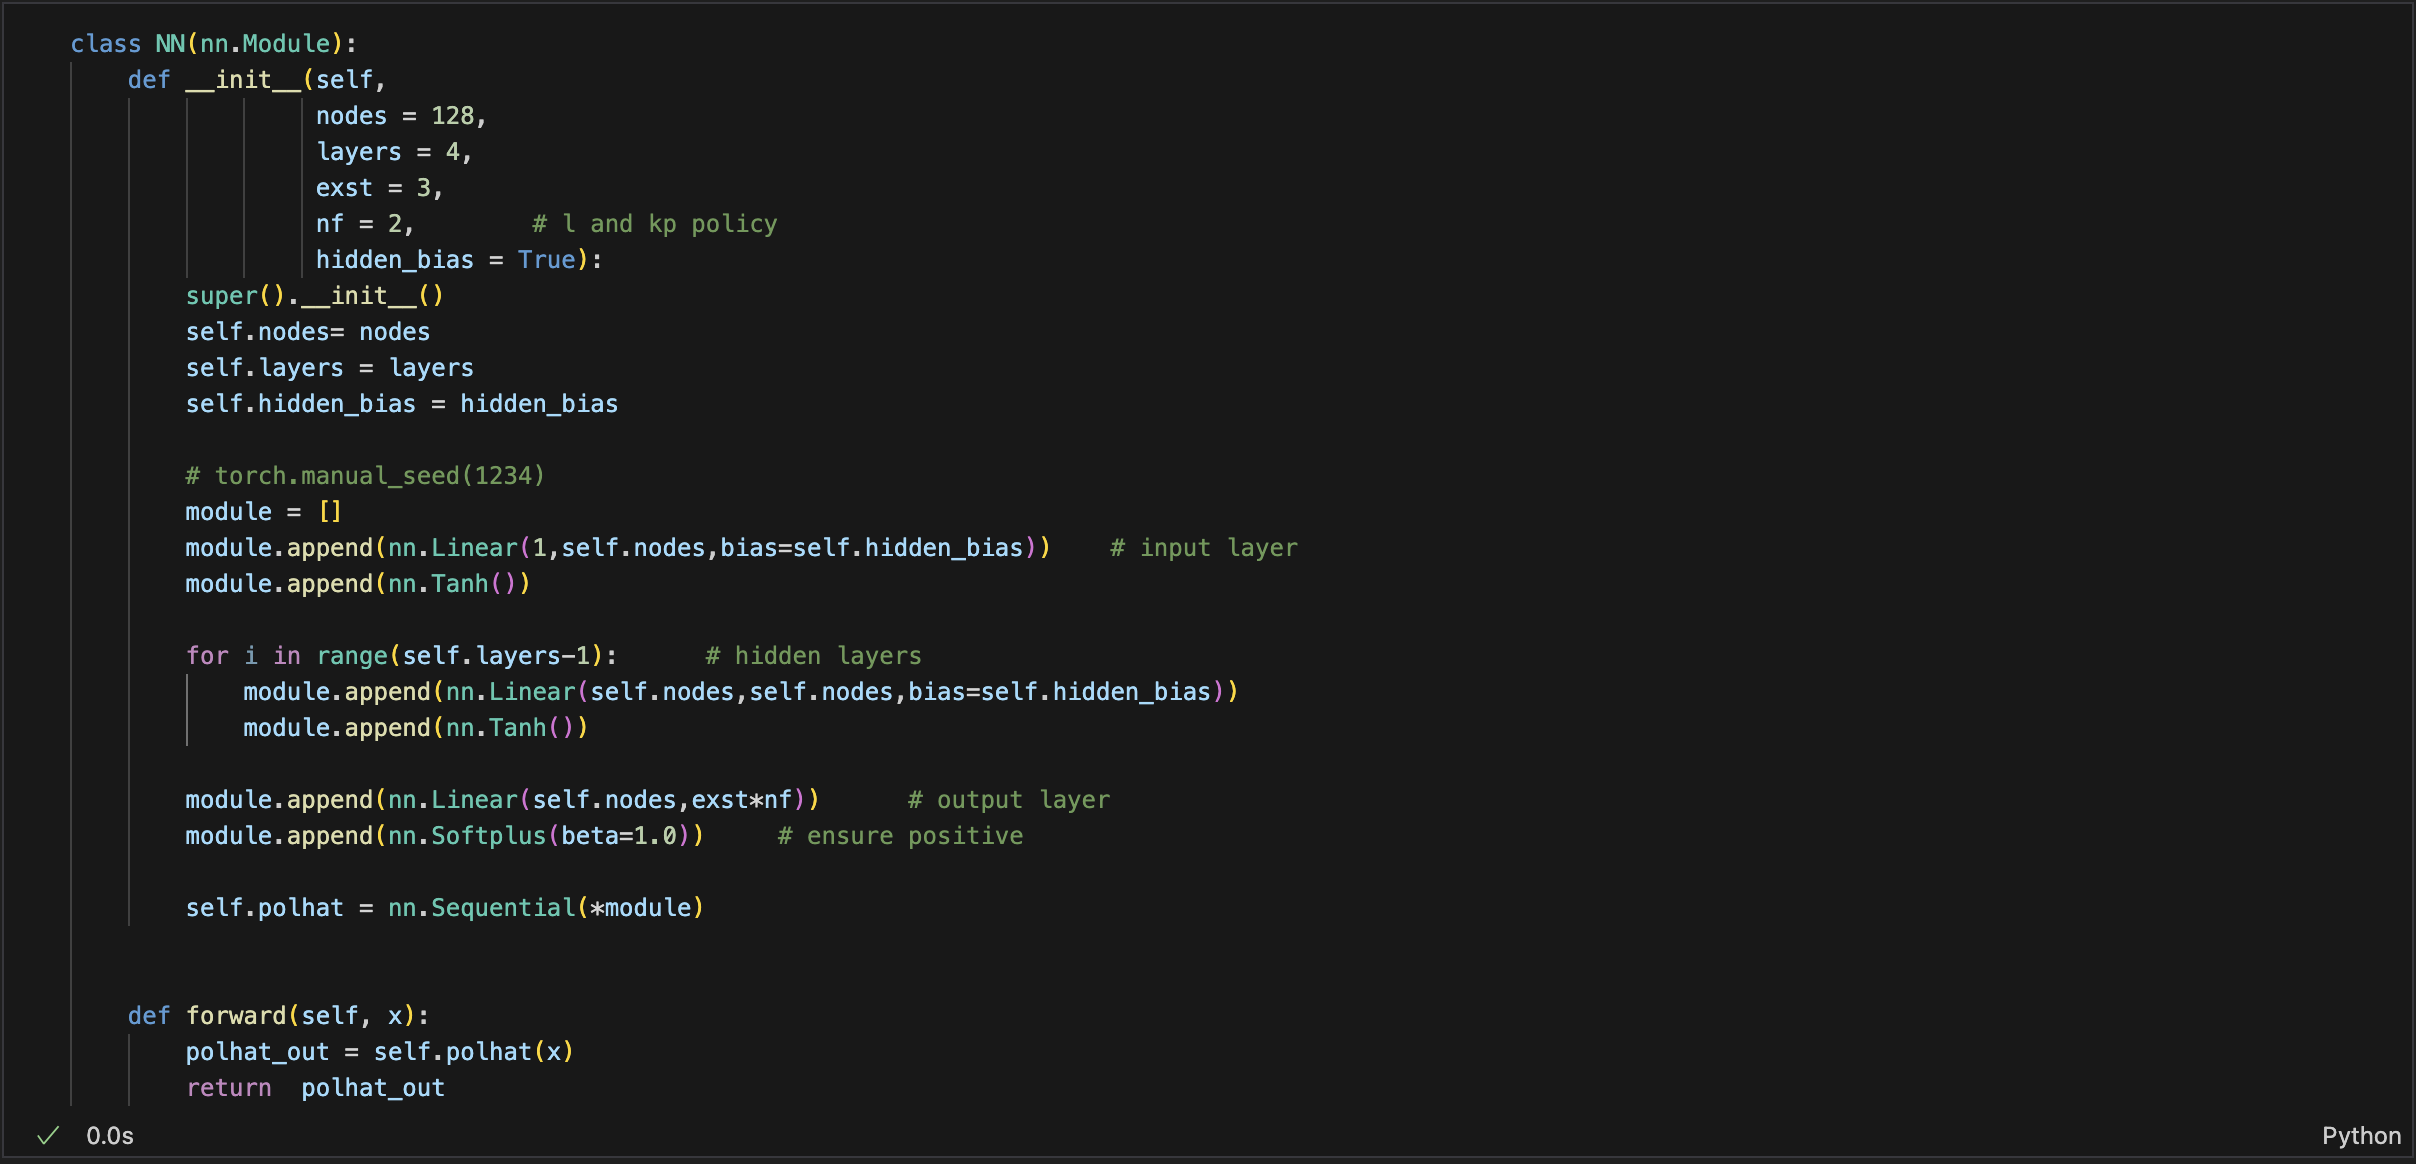 class NN(nn.Module):
    def __init__(self,
                 nodes = 128,
                 layers = 4,
                 exst = 3,
                 nf = 2,        # l and kp policy
                 hidden_bias = True):
        super().__init__()
        self.nodes= nodes
        self.layers = layers
        self.hidden_bias = hidden_bias

        # torch.manual_seed(1234)
        module = []
        module.append(nn.Linear(1,self.nodes,bias=self.hidden_bias))    # input layer
        module.append(nn.Tanh())

        for i in range(self.layers-1):      # hidden layers
            module.append(nn.Linear(self.nodes,self.nodes,bias=self.hidden_bias))
            module.append(nn.Tanh())

        module.append(nn.Linear(self.nodes,exst*nf))      # output layer
        module.append(nn.Softplus(beta=1.0))     # ensure positive

        self.polhat = nn.Sequential(*module)


    def forward(self, x):
        polhat_out = self.polhat(x)
        return  polhat_out
✓ 0.0s
Python